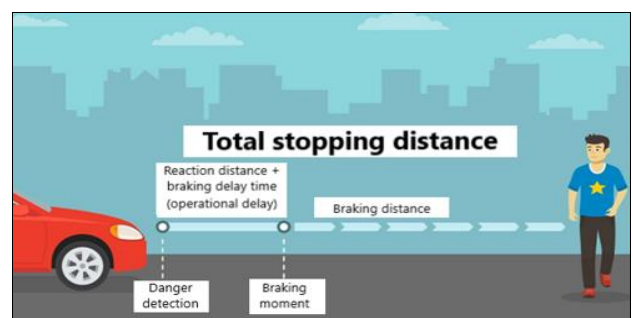 Total stopping distance
Reaction distance +
braking delay time
(operational delay)
Braking distance
Danger
detection
Braking
moment